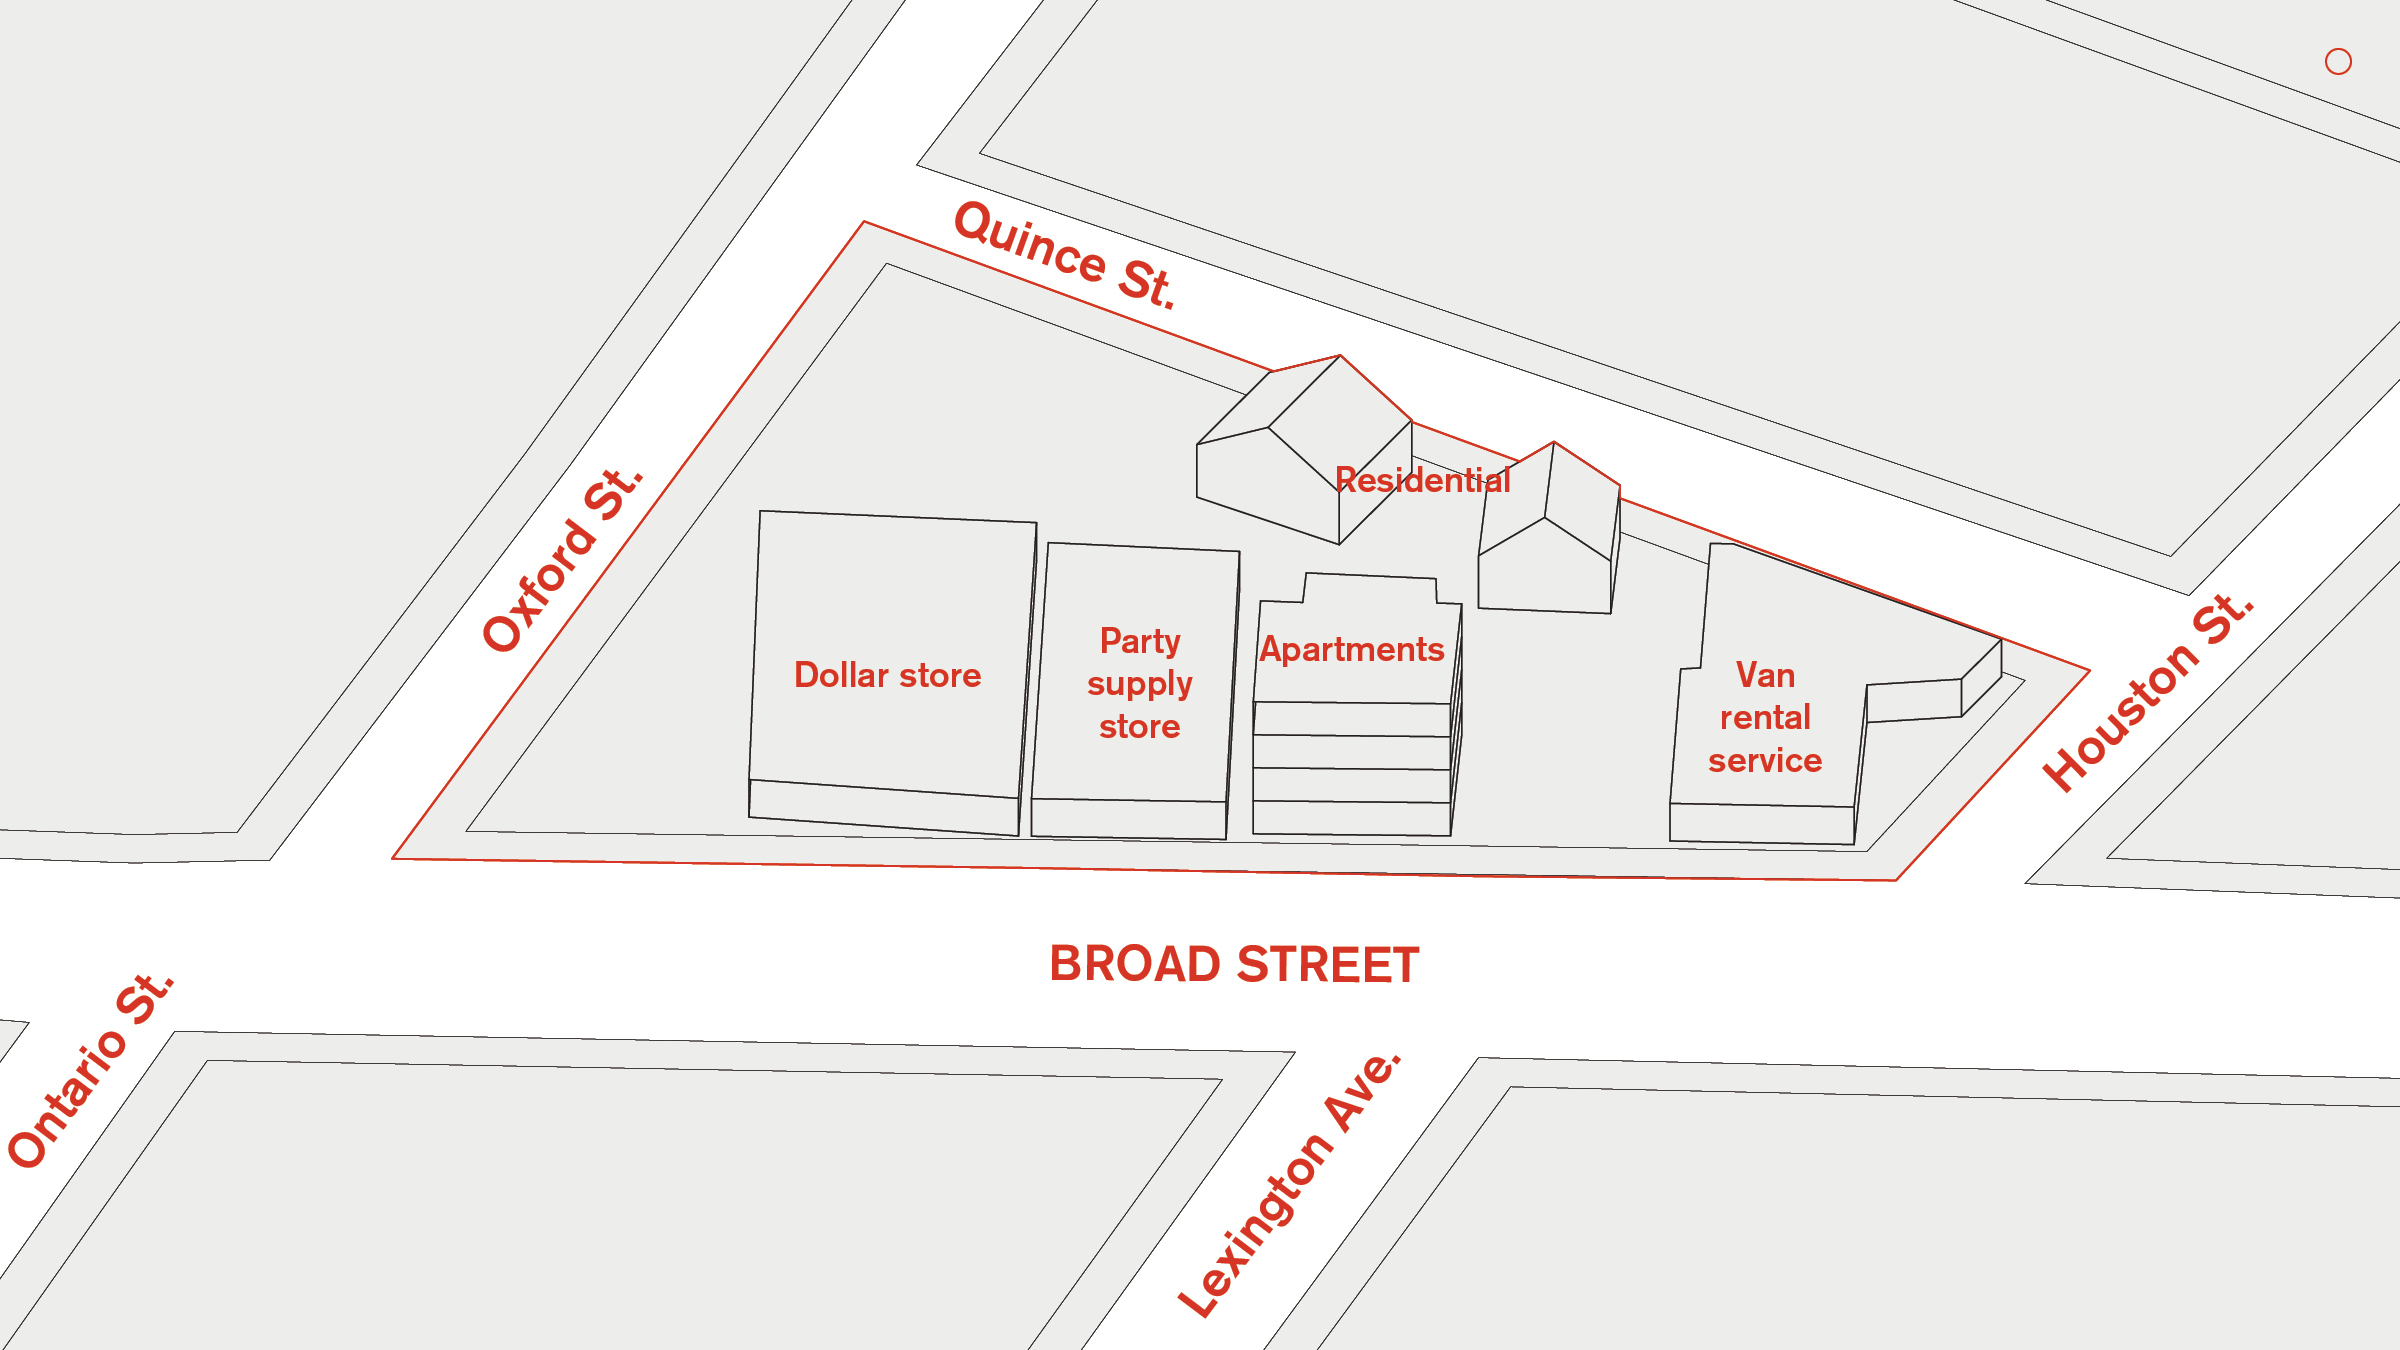 Quince St.
Oxford St.
Residential
Dollar store
Party
supply
store
Apartments
Van
rental
service
Houston St.
BROAD STREET
Ontario St.
Lexington Ave.